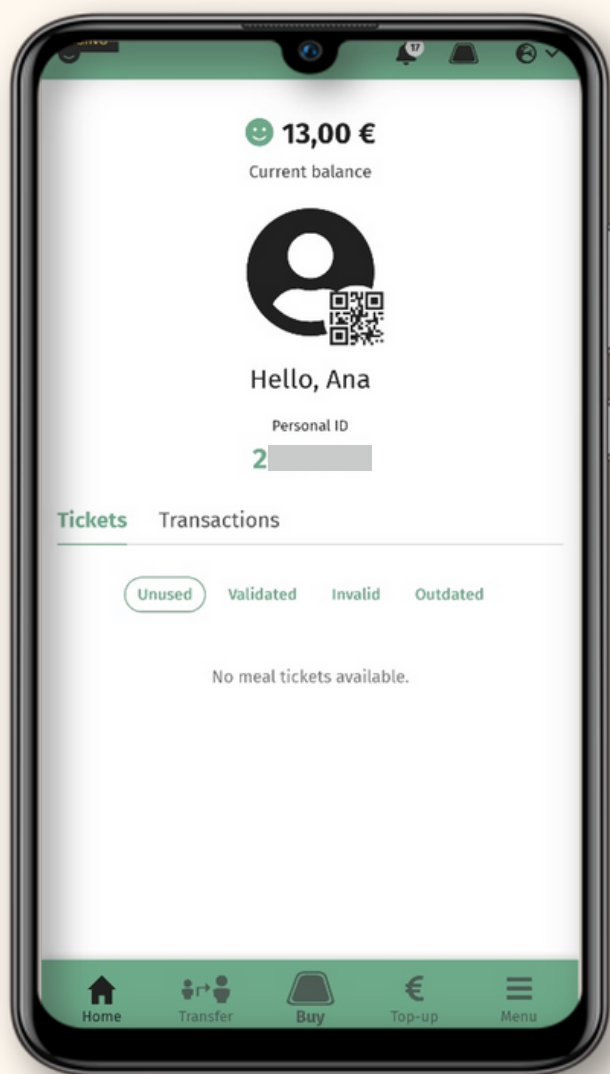 17
13,00 €
Current balance
Hello, Ana
Personal ID
2
Tickets Transactions
Unused Validated Invalid Outdated
No meal tickets available.
Home Transfer Buy Top-up Menu